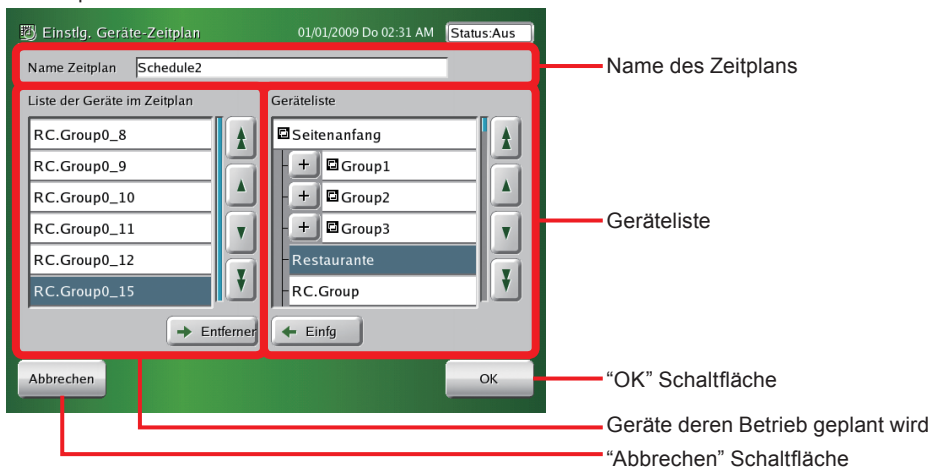 Einstlg. Geräte-Zeitplan 01/01/2009 Do 02:31 AM Status:Aus
Name Zeitplan Schedule2
Name des Zeitplans
Liste der Geräte im Zeitplan
RC.Group0_8
RC.Group0_9
RC.Group0_10
RC.Group0_11
RC.Group0_12
RC.Group0_15
Entferner
Geräteliste
Seitenanfang
+ Group1
+ Group2
+ Group3
Restaurante
RC.Group
Einfg
Geräteliste
Abbrechen
OK
“OK” Schaltfläche
Geräte deren Betrieb geplant wird
“Abbrechen” Schaltfläche